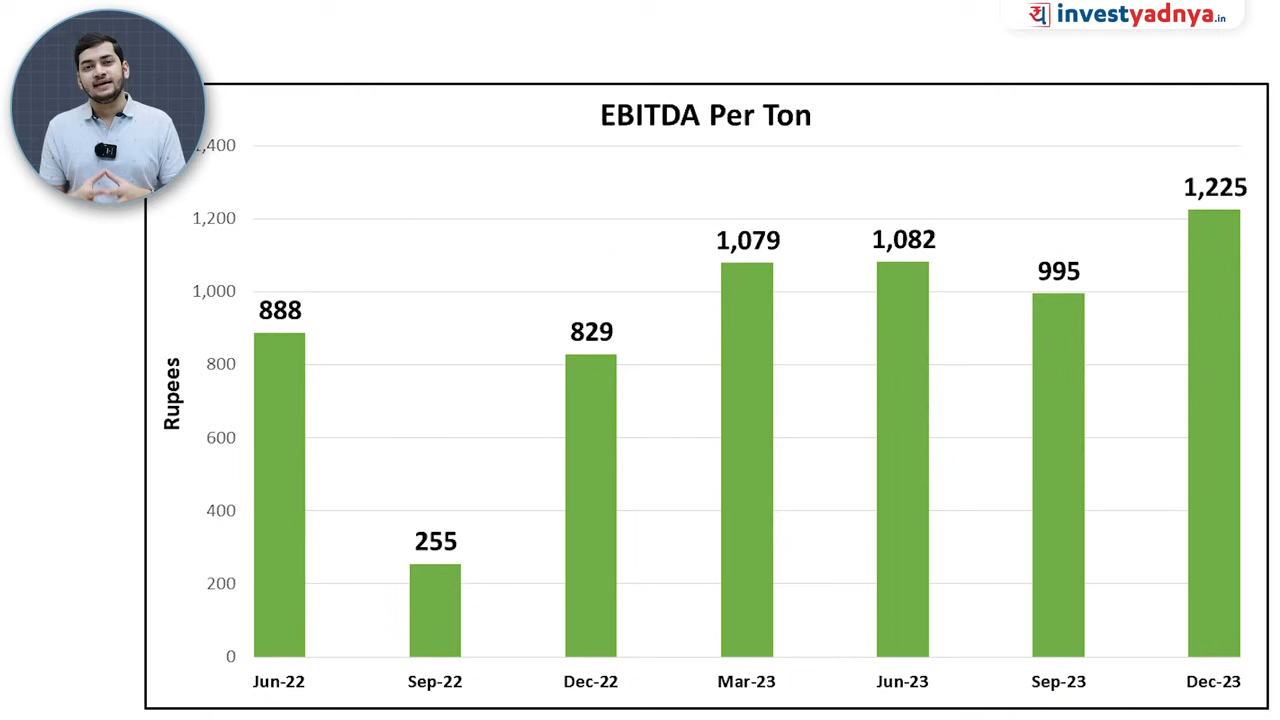 रु investyadnya.in
EBITDA Per Ton
1,400
1,200
1,000
800
600
400
200
0
Rupees
888
255
829
1,079
1,082
995
1,225
Jun-22
Sep-22
Dec-22
Mar-23
Jun-23
Sep-23
Dec-23